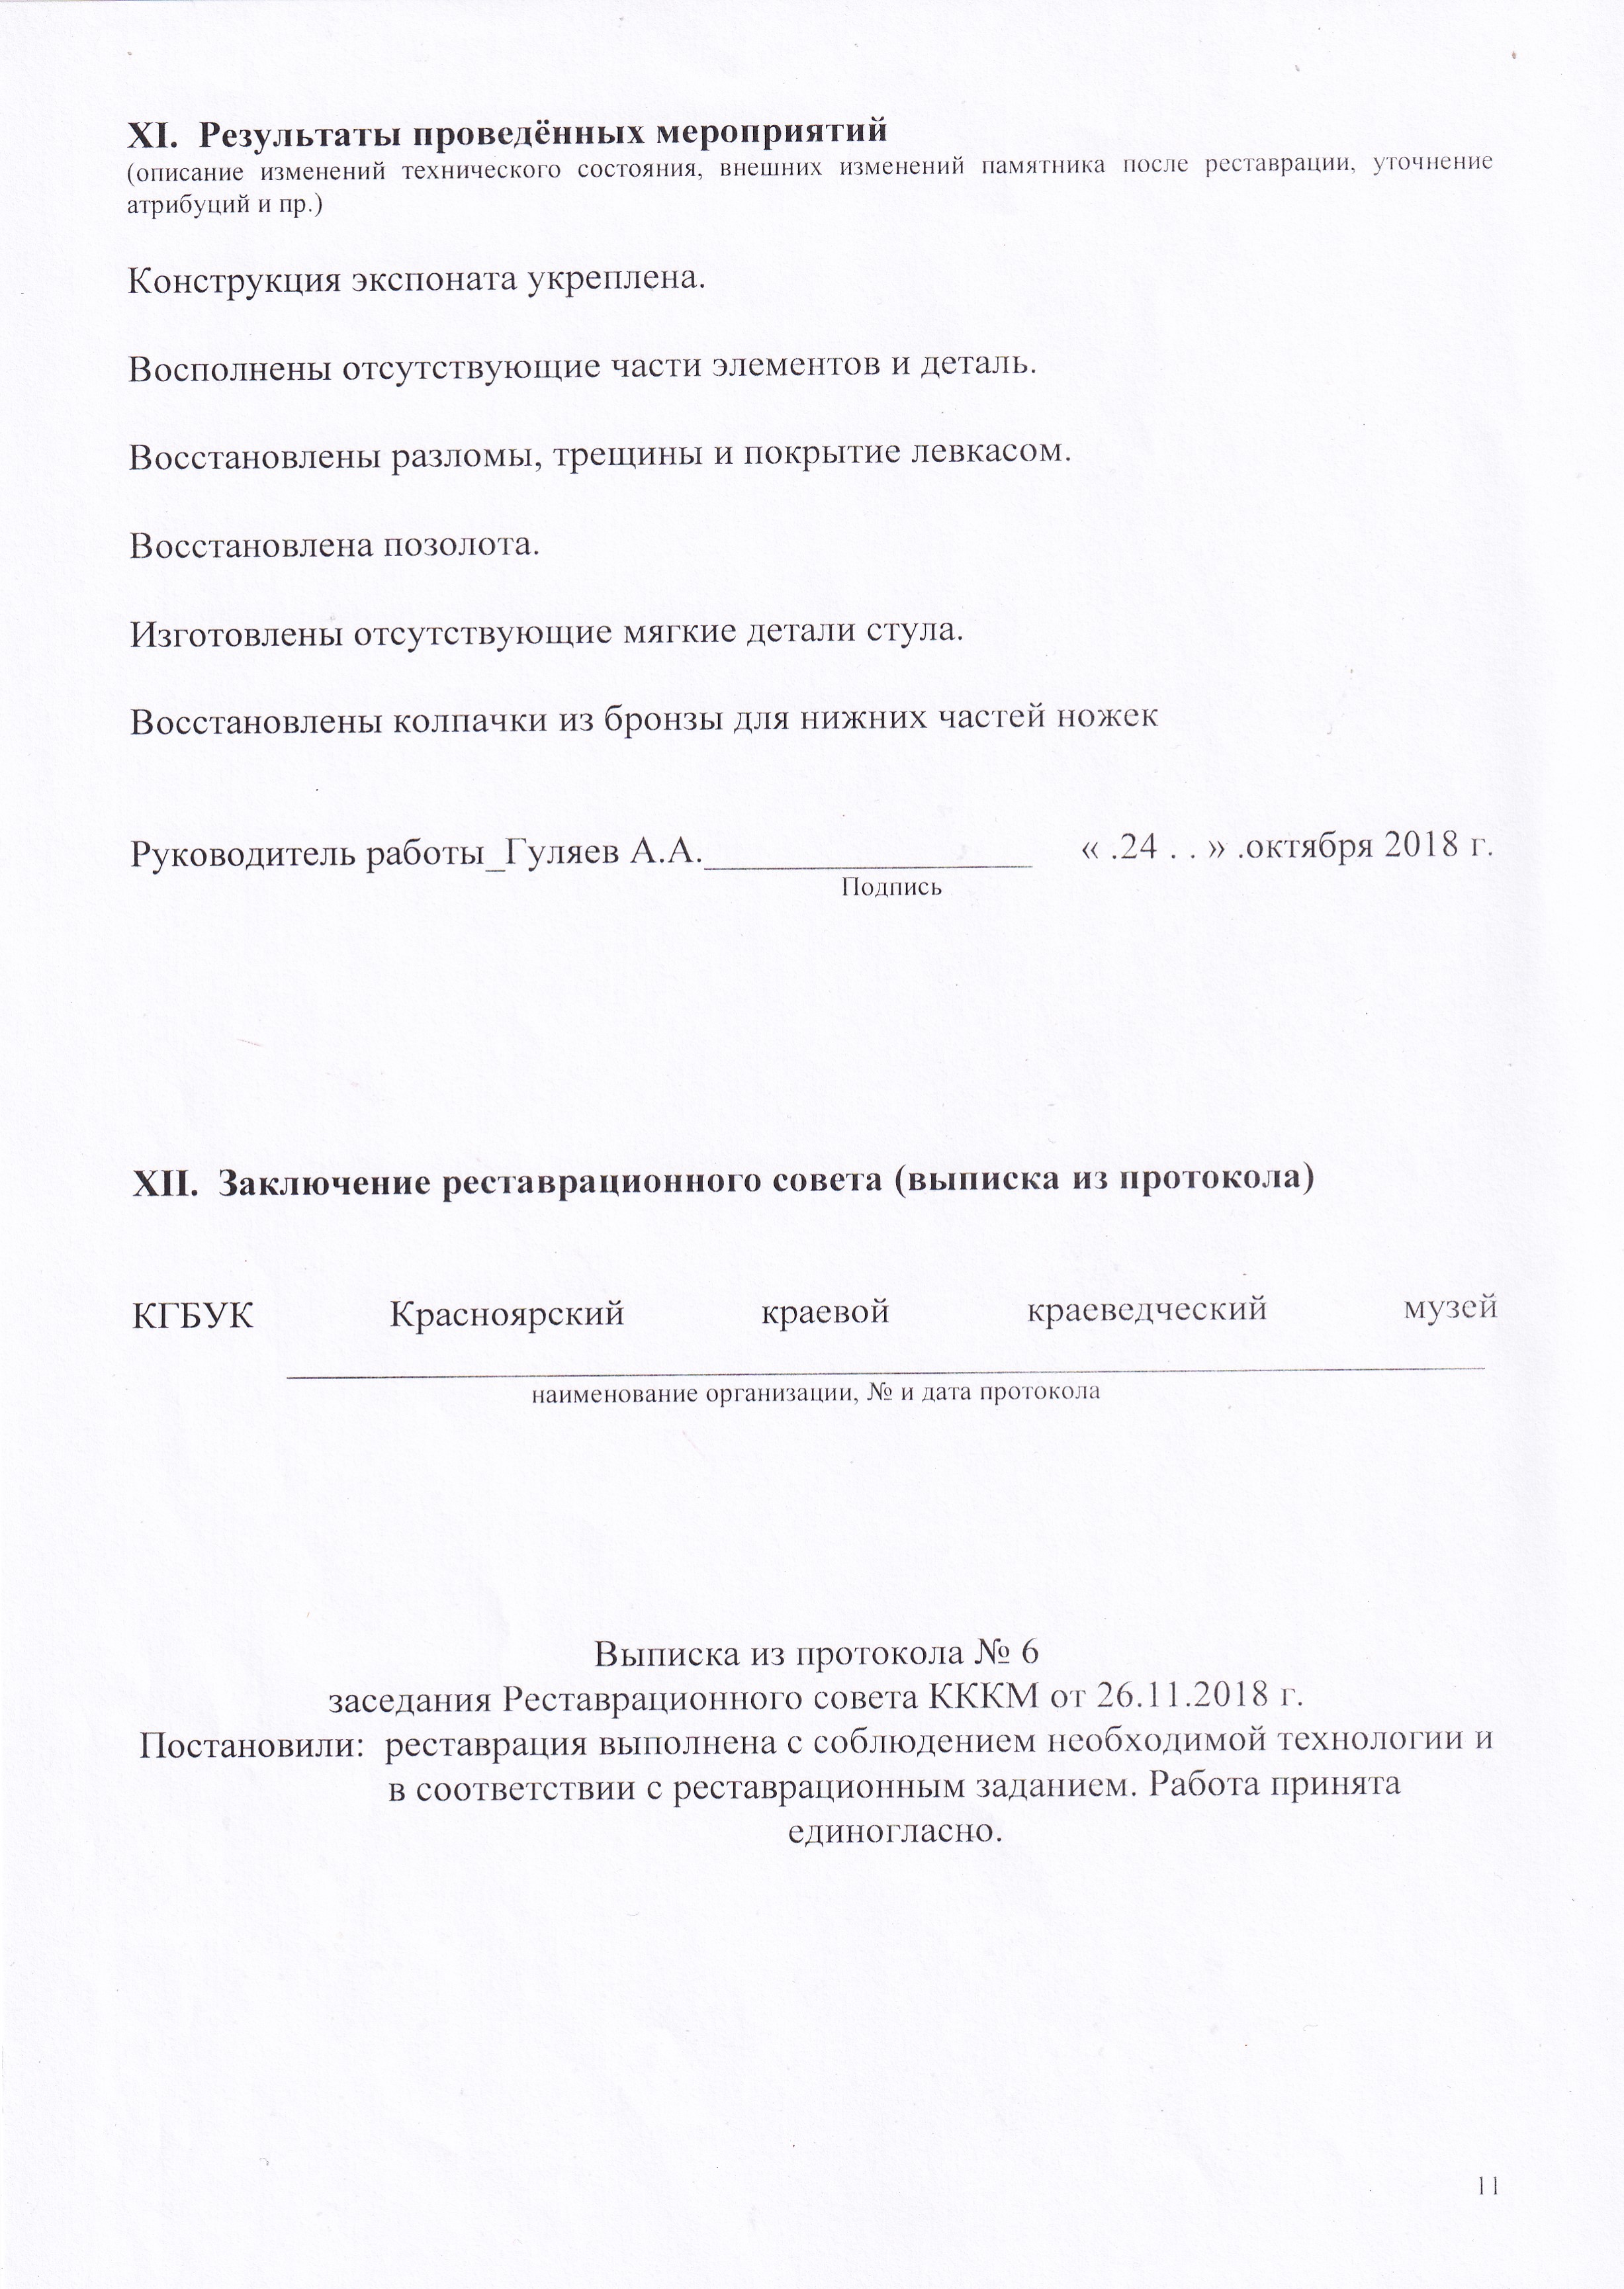 XI. Результаты проведённых мероприятий
(описание изменений технического состояния, внешних изменений памятника после реставрации, уточнение
атрибуций и пр.)
Конструкция экспоната укреплена.
Восполнены отсутствующие части элементов и деталь.
Восстановлены разломы, трещины и покрытие левкасом.
Восстановлена позолота.
Изготовлены отсутствующие мягкие детали стула.
Восстановлены колпачки из бронзы для нижних частей ножек
Руководитель работы_Гуляев А.А.________________ « .24 . . » .октября 2018 г.
Подпись
XII. Заключение реставрационного совета (выписка из протокола)
КГБУК Красноярский краевой краеведческий музей
наименование организации, № и дата протокола
Выписка из протокола № 6
заседания Реставрационного совета КККМ от 26.11.2018 г.
Постановили: реставрация выполнена с соблюдением необходимой технологии и
в соответствии с реставрационным заданием. Работа принята
единогласно.
11